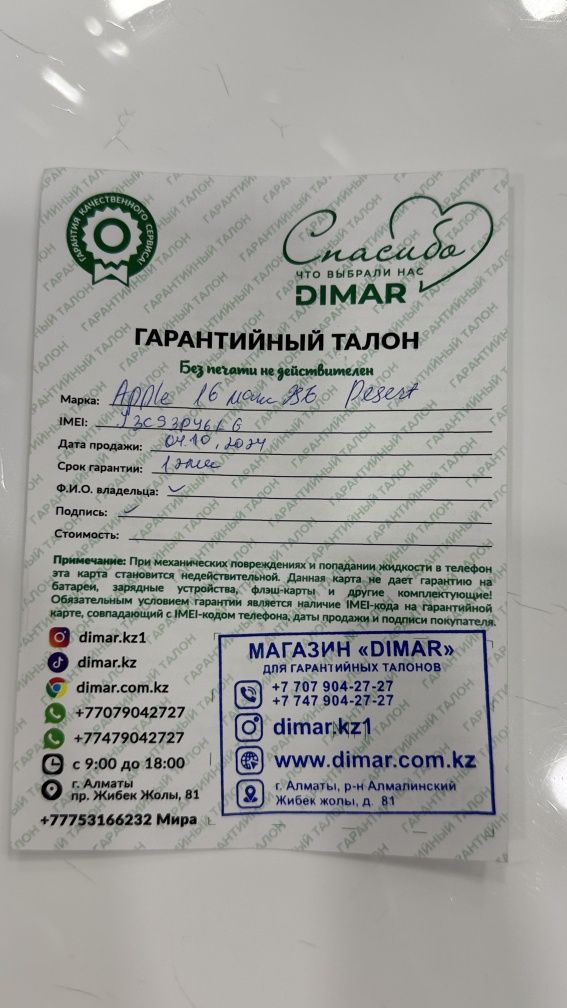 ГАРАНТИЯ КАЧЕСТВЕННОГО СЕРВИСА!
Спасибо
ЧТО ВЫБРАЛИ НАС
DIMAR
ГАРАНТИЙНЫЙ ТАЛОН
Без печати не действителен
Марка: Apple 16 макс 256 Desert
IMEI:
Дата продажи: 04.10.2024
Срок гарантии: 1
Ф.И.О. владельца:
Подпись:
Стоимость:
Примечание: При механических повреждениях и попадании жидкости в телефон
эта карта становится недействительной. Данная карта не дает гарантию на
батареи, зарядные устройства, флэш-карты и другие комплектующие!
Обязательным условием гарантии является наличие IMEI-кода на гарантийной
карте, совпадающий с IMEI-кодом телефона, даты продажи и подписи покупателя.
dimar.kz1
dimar.kz
dimar.com.kz
+77079042727
+77479042727
с 9:00 до 18:00
г. Алматы
пр. Жибек Жолы, 81
+77753166232 Мира
МАГАЗИН «DIMAR»
ДЛЯ ГАРАНТИЙНЫХ ТАЛОНОВ
+7 707 904-27-27
+7 747 904-27-27
dimar.kz1
www.dimar.com.kz
г. Алматы, р-н Алмалинский
Жибек жолы, д. 81